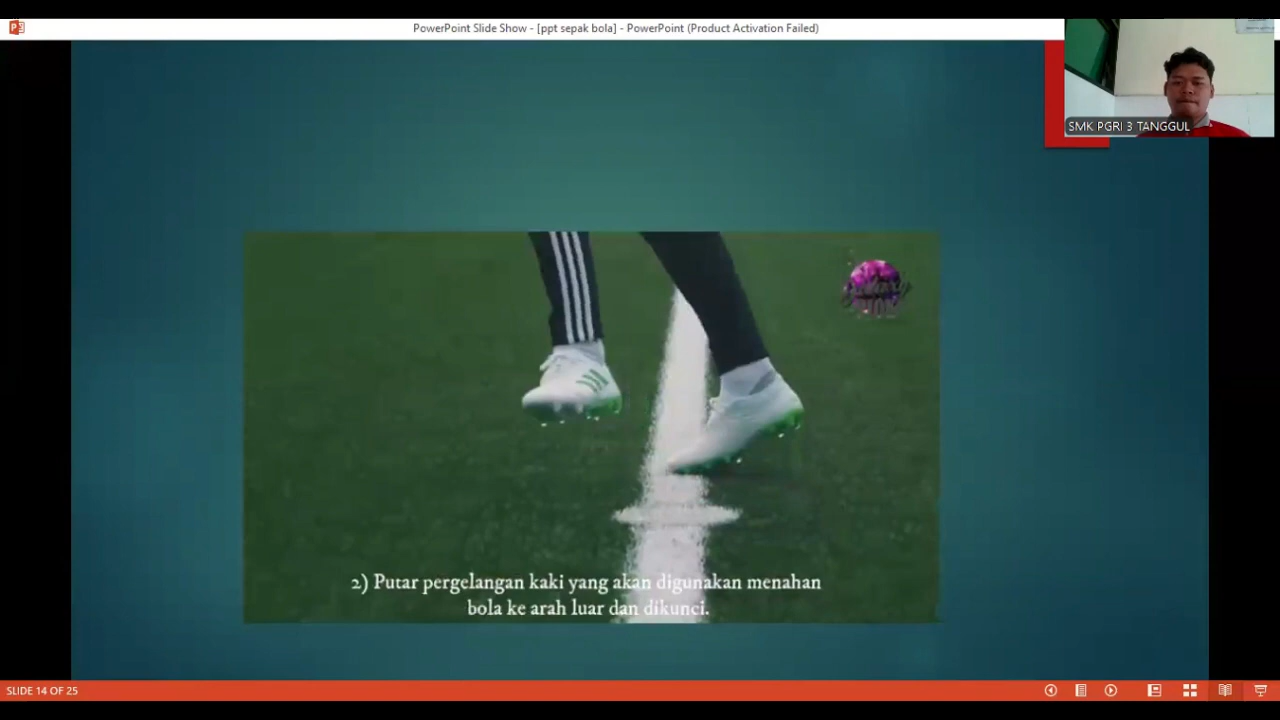 PowerPoint Slide Show - [ppt sepak bola] - PowerPoint (Product Activation Failed)
SMK PGRI 3 TANGGUL
2) Putar pergelangan kaki yang akan digunakan menahan
bola ke arah luar dan dikunci.
SLIDE 14 OF 25